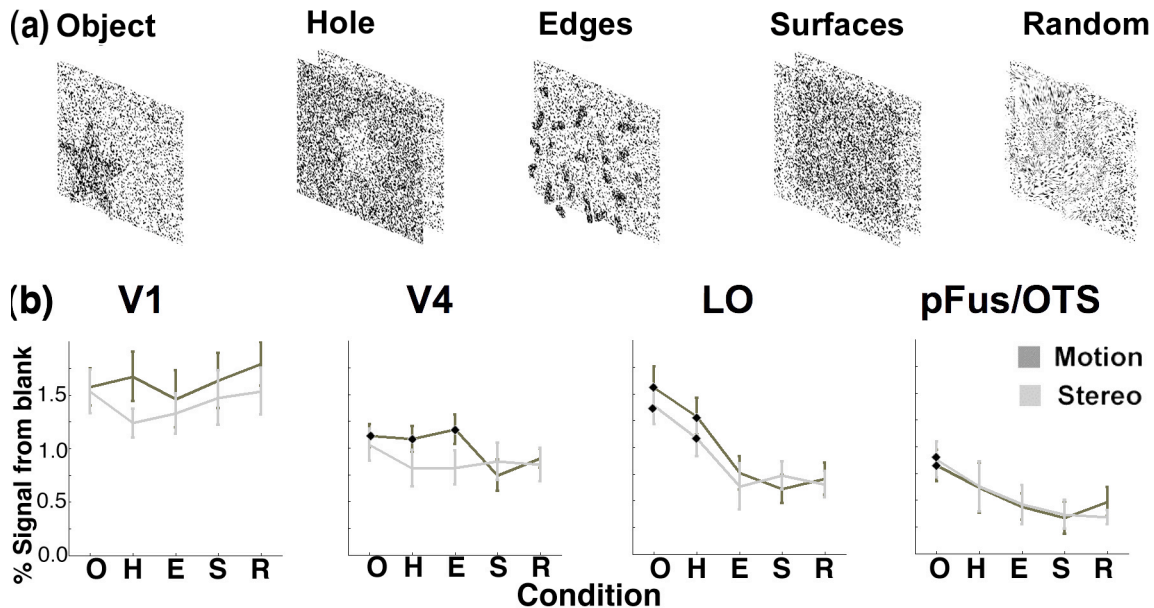 (a) Object Hole Edges Surfaces Random
(b) V1 V4 LO pFus/OTS
% Signal from blank
1.5
1.0
0.5
0.0
Motion
Stereo
O H E S R O H E S R O H E S R O H E S R
Condition